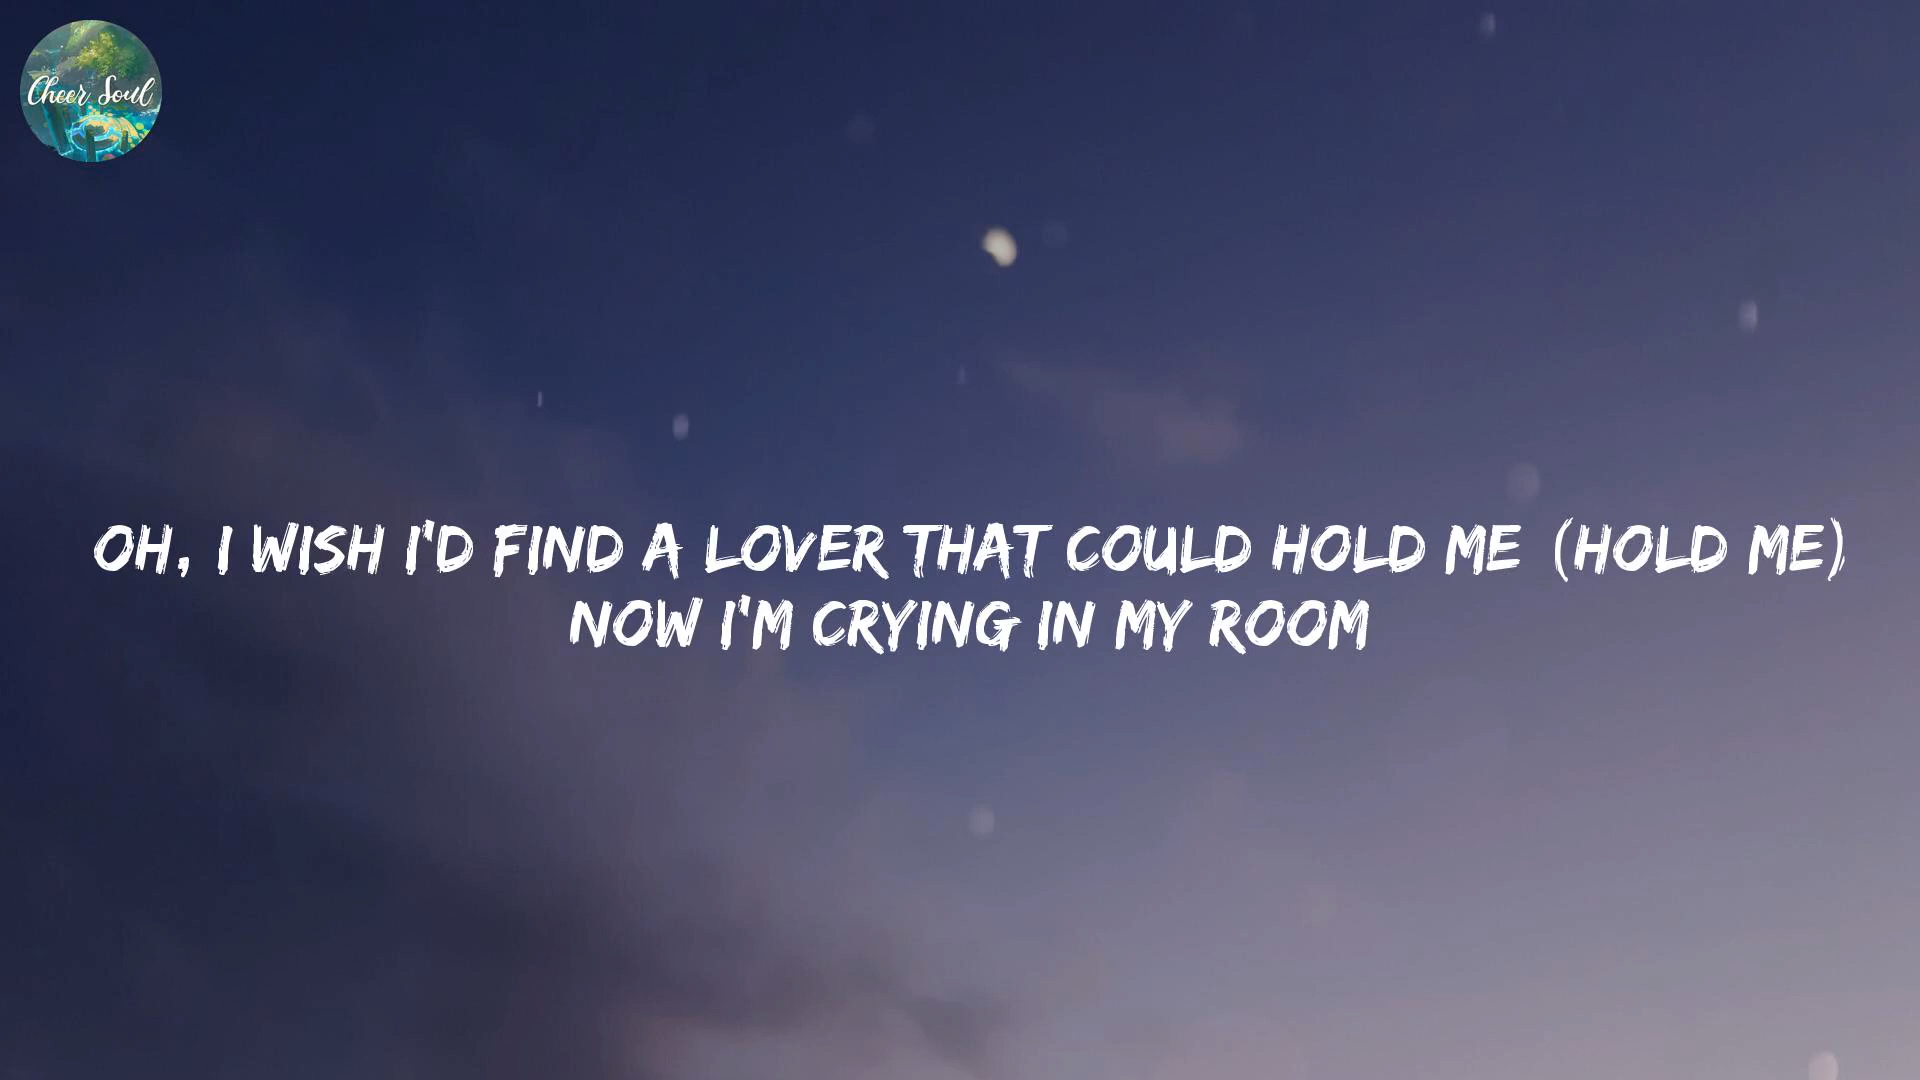 Cheer Soul
OH, I WISH I'D FIND A LOVER THAT COULD HOLD ME (HOLD ME)
NOW I'M CRYING IN MY ROOM